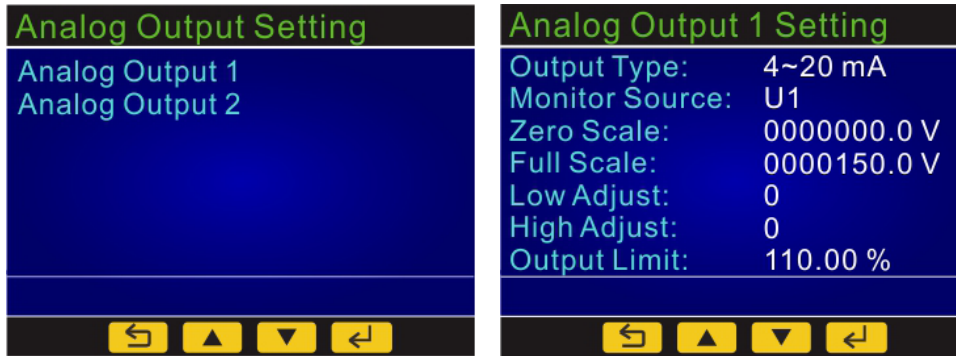 Analog Output Setting
Analog Output 1
Analog Output 2
Analog Output 1 Setting
Output Type: 4~20 mA
Monitor Source: U1
Zero Scale: 0000000.0 V
Full Scale: 0000150.0 V
Low Adjust: 0
High Adjust: 0
Output Limit: 110.00 %